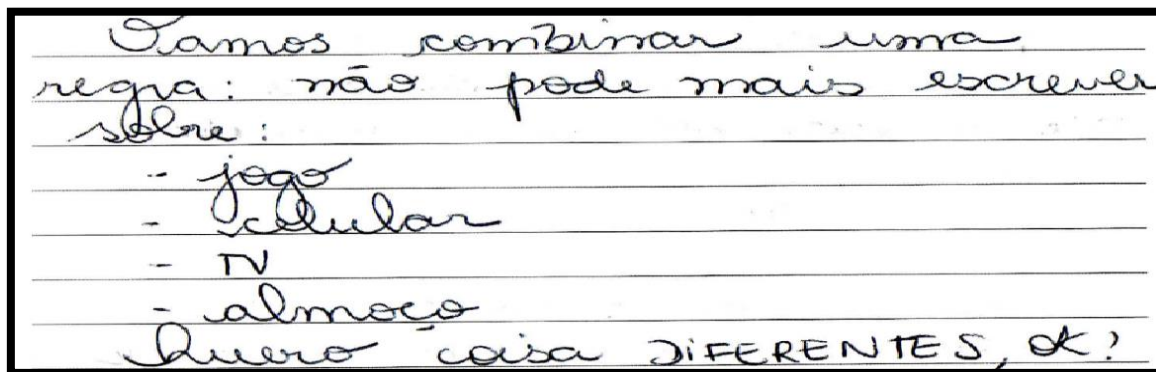 Vamos combinar uma
regra: não pode mais escrever
sobre:
- jogo
- celular
- TV
- almoço
Quero coisa DIFERENTES, ok?